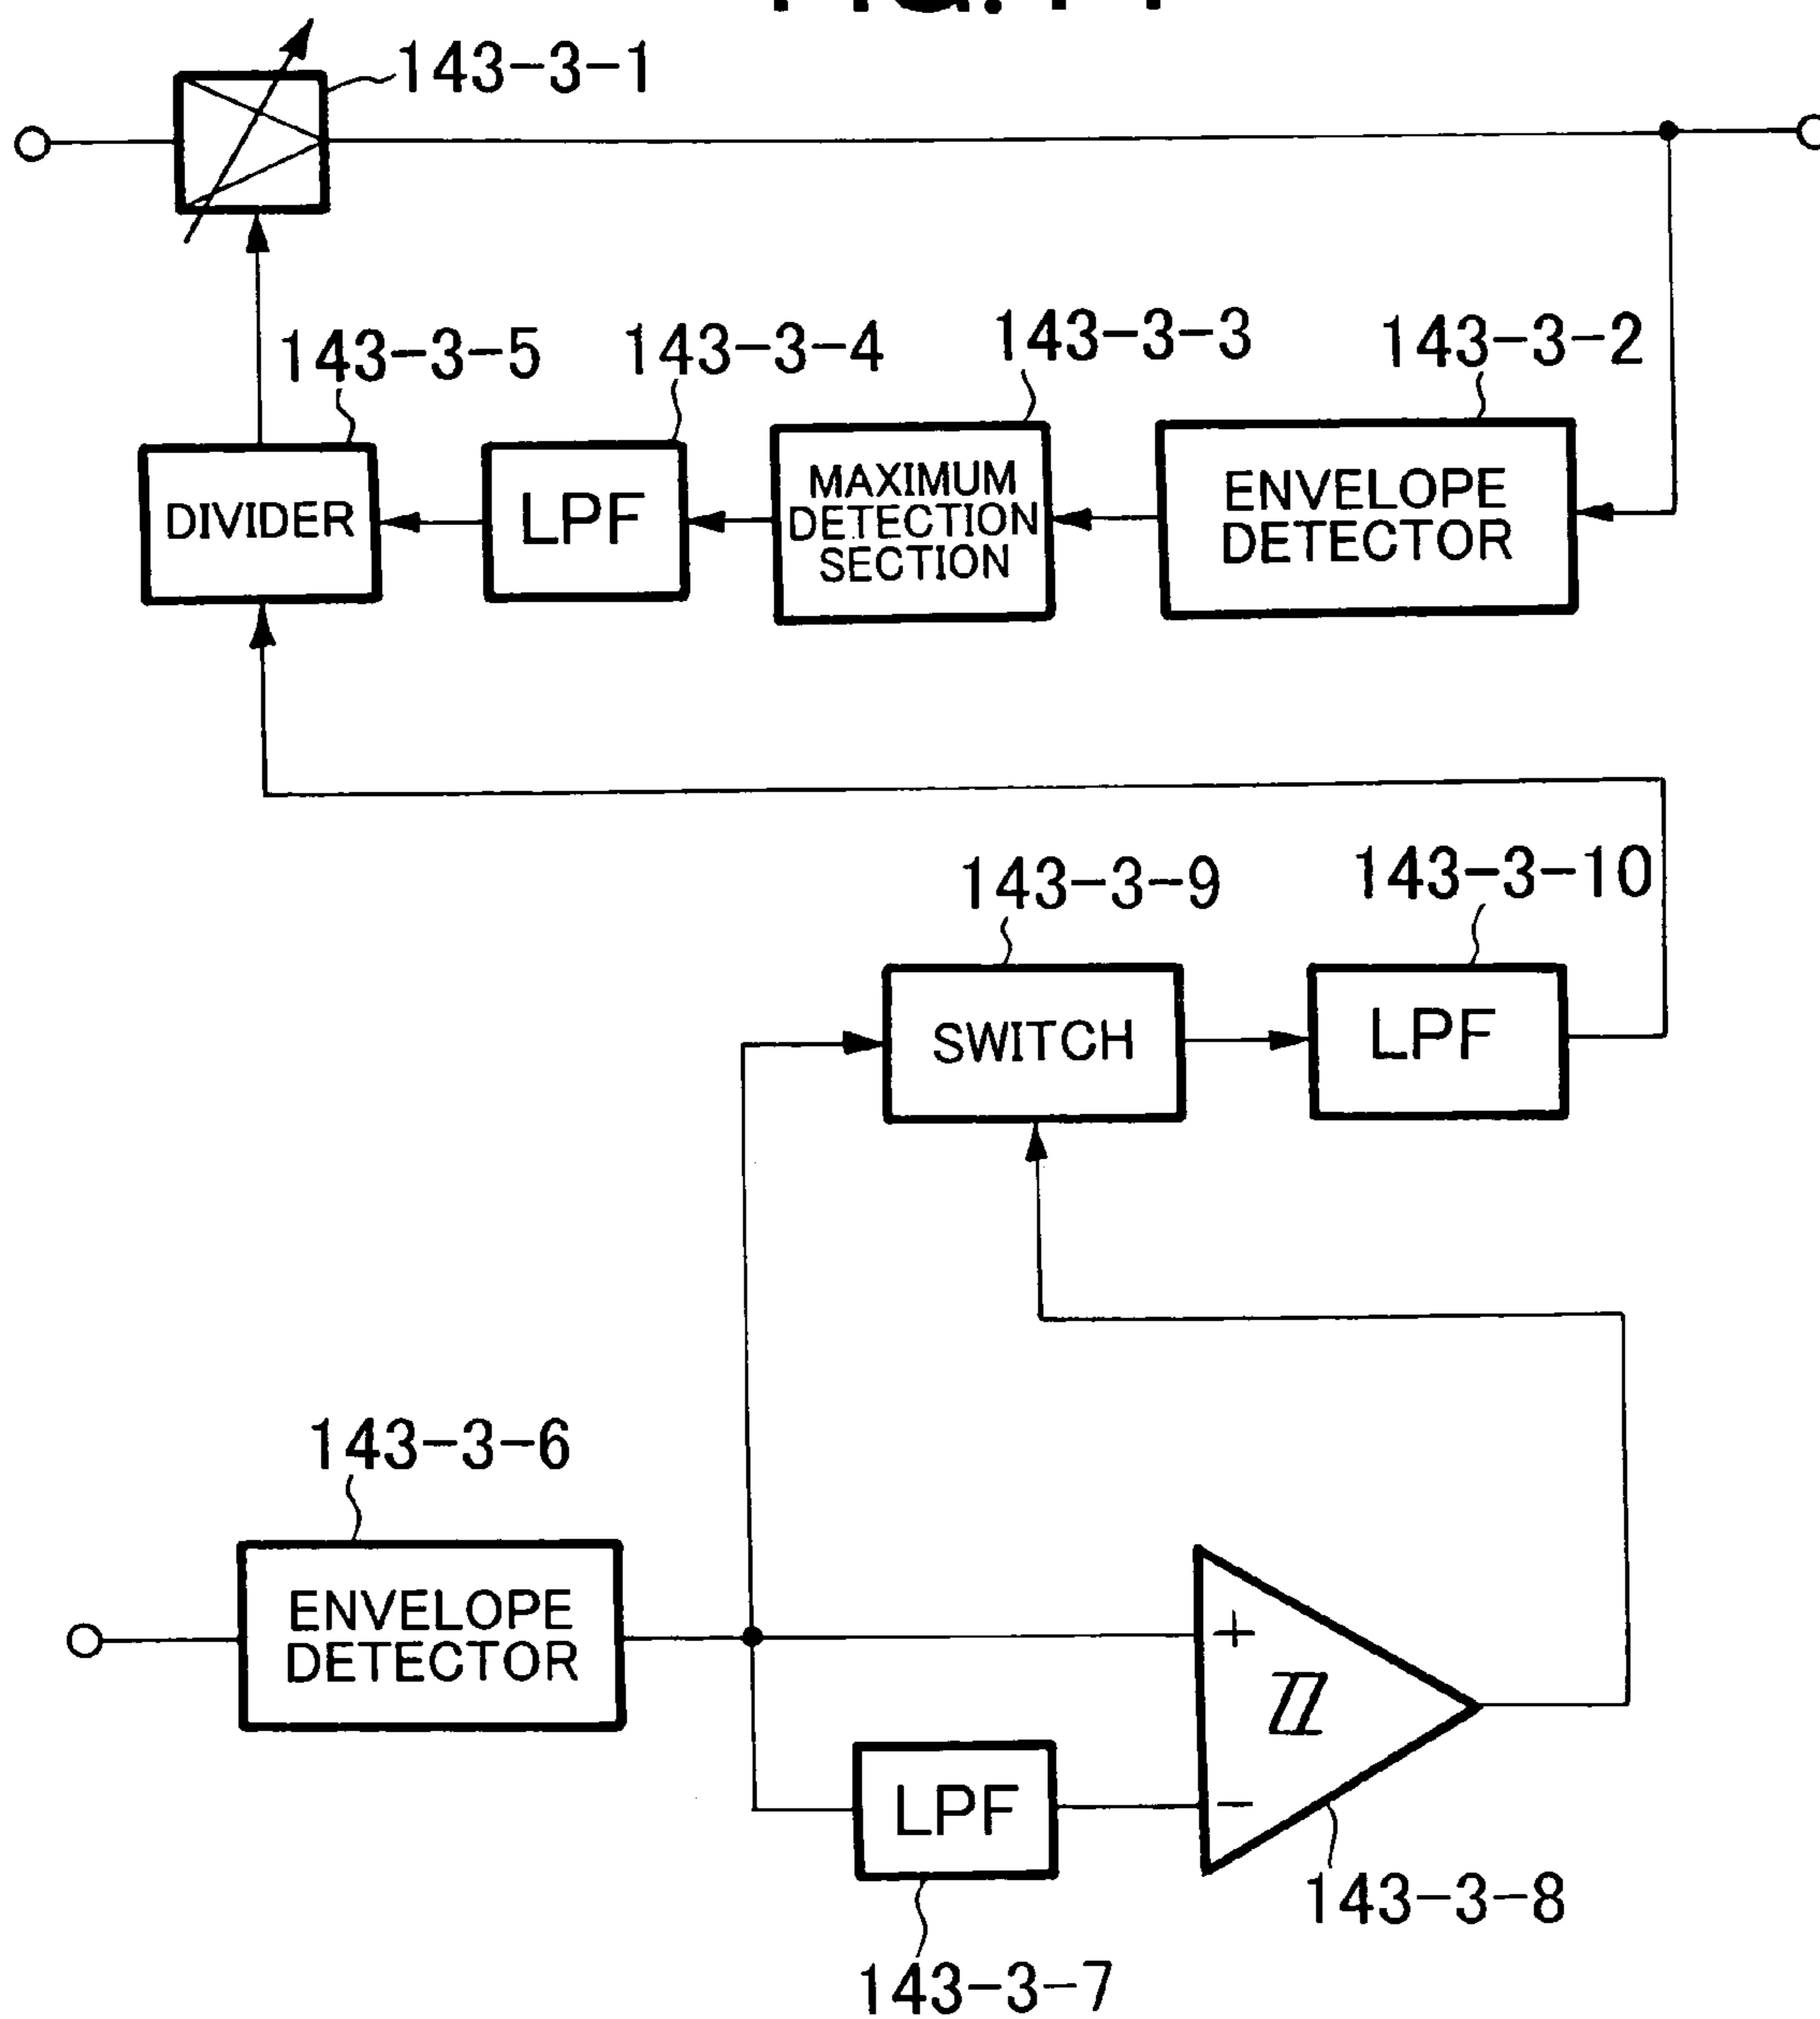 143-3-1
143-3-5
143-3-4
143-3-3
143-3-2
DIVIDER
LPF
MAXIMUM
DETECTION
SECTION
ENVELOPE
DETECTOR
143-3-9
143-3-10
SWITCH
LPF
143-3-6
ENVELOPE
DETECTOR
+
LPF
−
143-3-8
143-3-7